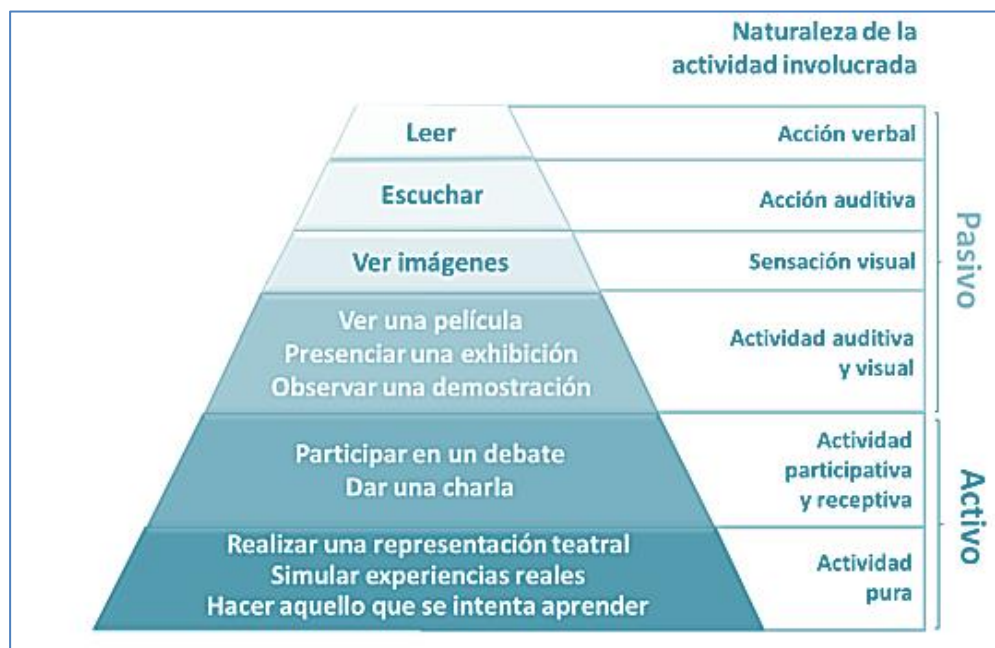 Naturaleza de la
actividad involucrada
Leer
Acción verbal
Escuchar
Acción auditiva
Ver imágenes
Sensación visual
Ver una película
Presenciar una exhibición
Observar una demostración
Actividad auditiva
y visual
Pasivo
Participar en un debate
Dar una charla
Actividad
participativa
y receptiva
Realizar una representación teatral
Simular experiencias reales
Hacer aquello que se intenta aprender
Actividad
pura
Activo